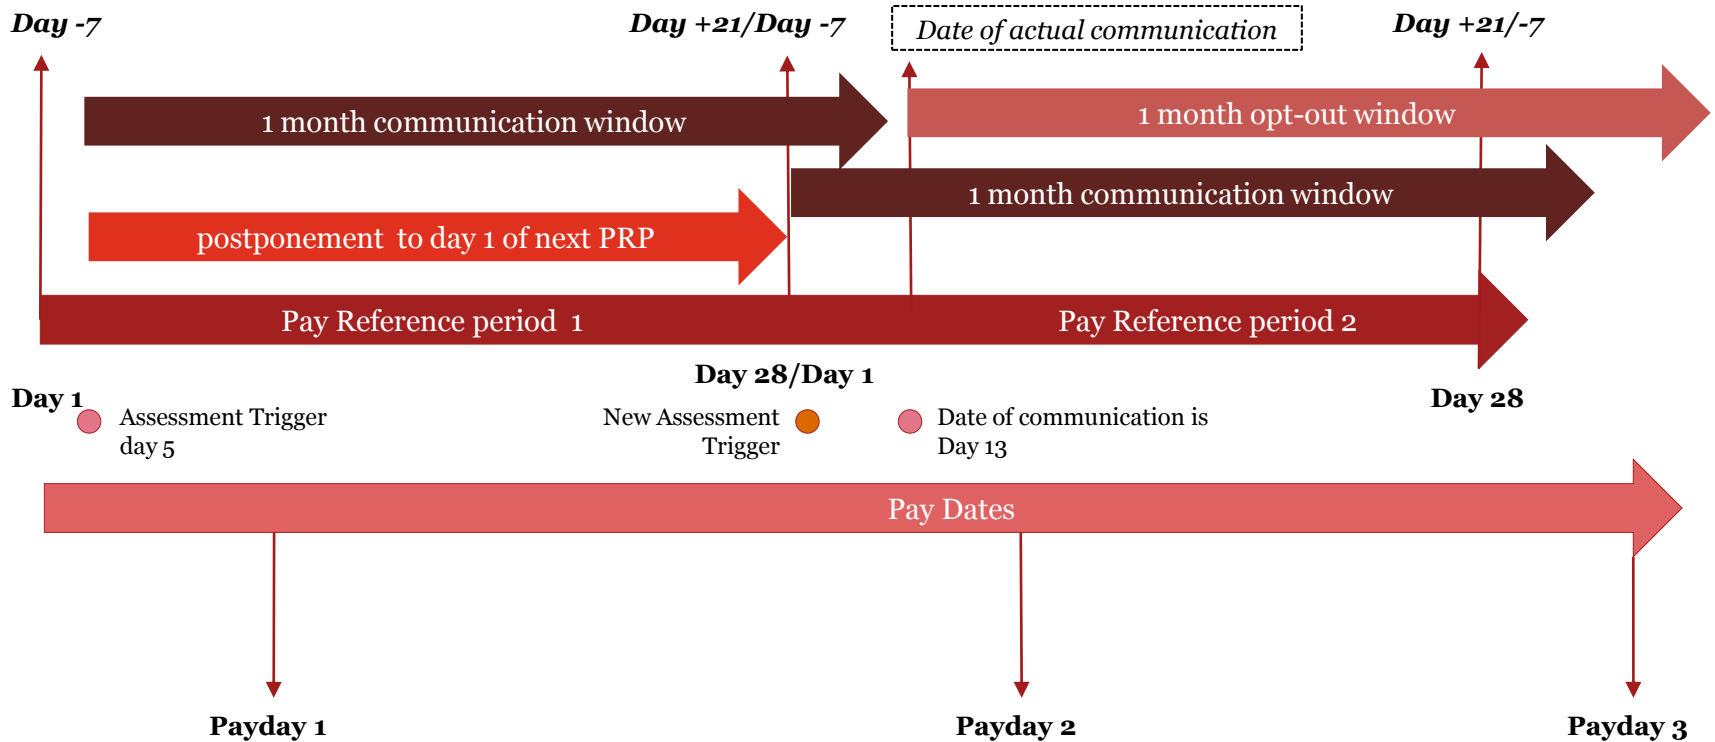 Day -7
Day +21/Day -7
Date of actual communication
Day +21/-7
1 month communication window
1 month opt-out window
1 month communication window
postponement to day 1 of next PRP
Pay Reference period 1
Pay Reference period 2
Day 28/Day 1
Day 1
Day 28
Assessment Trigger
day 5
New Assessment
Trigger
Date of communication is
Day 13
Pay Dates
Payday 1
Payday 2
Payday 3